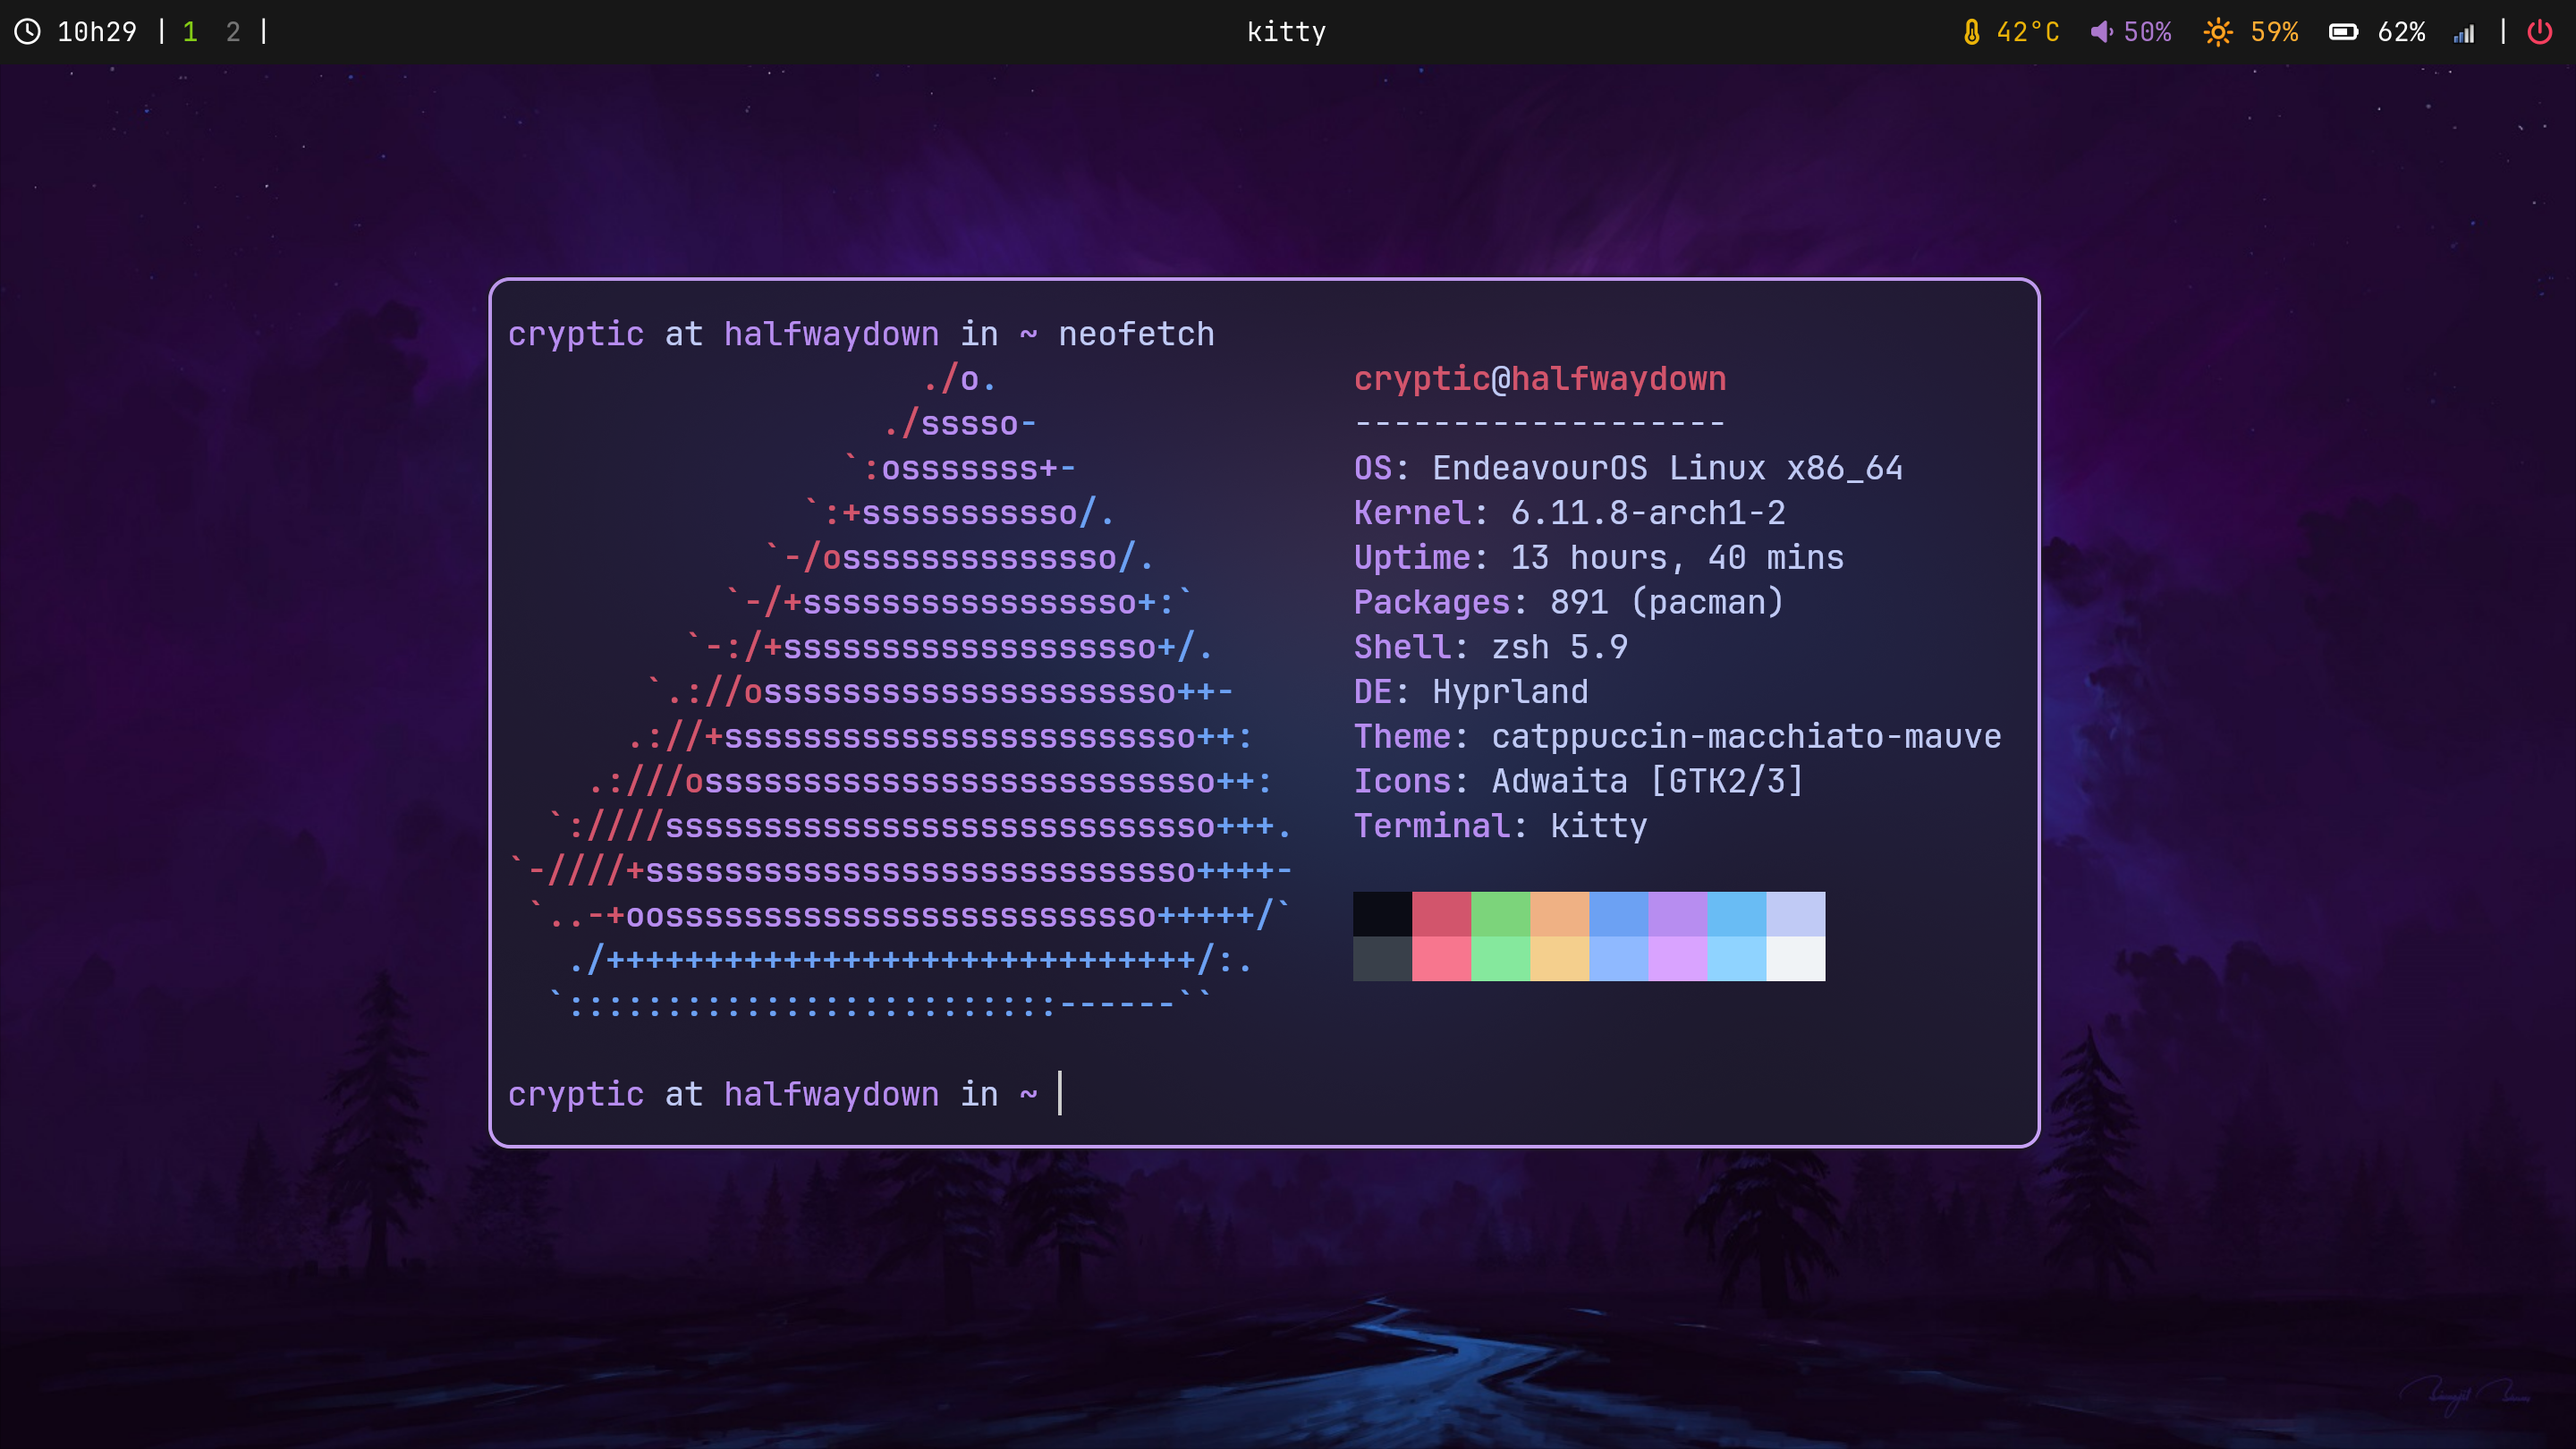 10h29 | 1 2 |
kitty
42°C 50% 59% 62% |
cryptic at halfwaydown in ~ neofetch
./o.
./sssso-
`:osssssss+-
`:+sssssssssso/.
`-/ossssssssssssso/.
`-/+sssssssssssssssso+:`
`-:/+sssssssssssssssssso+/.
`.://osssssssssssssssssssso++-
.://+ssssssssssssssssssssssso++:
.:///ossssssssssssssssssssssssso++:
`:////ssssssssssssssssssssssssssso+++.
`-////+ssssssssssssssssssssssssssso++++-
`..-+oosssssssssssssssssssssssso+++++/`
./++++++++++++++++++++++++++++++/:.
`:::::::::::::::::::::::::------``
cryptic@halfwaydown
-------------------
OS: EndeavourOS Linux x86_64
Kernel: 6.11.8-arch1-2
Uptime: 13 hours, 40 mins
Packages: 891 (pacman)
Shell: zsh 5.9
DE: Hyprland
Theme: catppuccin-macchiato-mauve
Icons: Adwaita [GTK2/3]
Terminal: kitty
cryptic at halfwaydown in ~